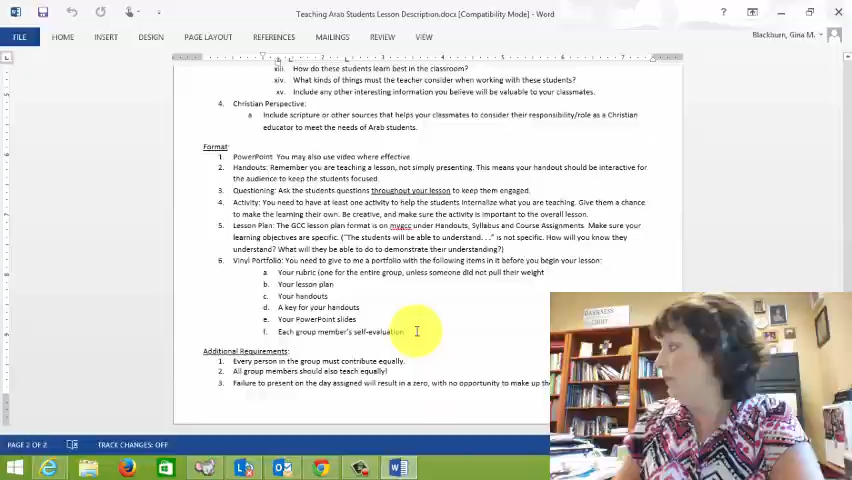 Teaching Arab Students Lesson Description.docx [Compatibility Mode] - Word
FILE HOME INSERT DESIGN PAGE LAYOUT REFERENCES MAILINGS REVIEW VIEW
Blackburn, Gina M.
xiii. How do these students learn best in the classroom?
xiv. What kinds of things must the teacher consider when working with these students?
xv. Include any other interesting information you believe will be valuable to your classmates.
4. Christian Perspective:
a Include scripture or other sources that helps your classmates to consider their responsibility/role as a Christian
educator to meet the needs of Arab students.
Format:
1. PowerPoint You may also use video where effective
2. Handouts: Remember you are teaching a lesson, not simply presenting. This means your handout should be interactive for
the audience to keep the students focused.
3. Questioning: Ask the students questions throughout your lesson to keep them engaged.
4. Activity: You need to have at least one activity to help the students internalize what you are teaching. Give them a chance
to make the learning their own. Be creative, and make sure the activity is important to the overall lesson.
5. Lesson Plan: The GCC lesson plan format is on mygcc under Handouts, Syllabus and Course Assignments. Make sure your
learning objectives are specific. ("The students will be able to understand. . ." is not specific. How will you know they
understand? What will they be able to do to demonstrate their understanding?)
6. Vinyl Portfolio: You need to give to me a portfolio with the following items in it before you begin your lesson:
a. Your rubric (one for the entire group, unless someone did not pull their weight
b. Your lesson plan
c. Your handouts
d. A key for your handouts
e. Your PowerPoint slides
f. Each group member's self-evaluation
Additional Requirements:
1. Every person in the group must contribute equally.
2. All group members should also teach equally!
3. Failure to present on the day assigned will result in a zero, with no opportunity to make up the
DARKNESS
PAGE 2 OF 2 TRACK CHANGES: OFF